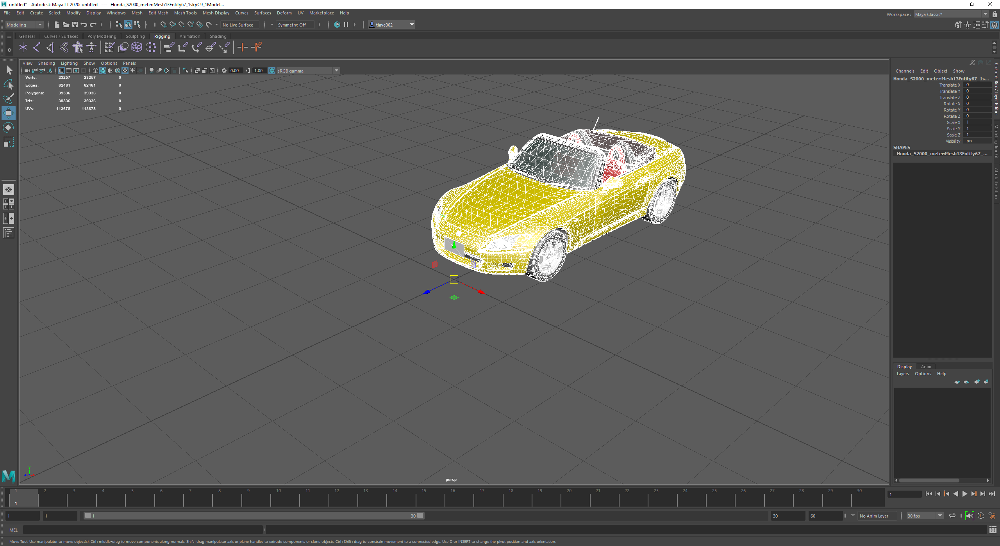 untitled* - Autodesk Maya LT 2020: untitled   ---   Honda_S2000_meter:Mesh13Entity67_1skpC9_1Model...
File Edit Create Select Modify Display Windows Mesh Edit Mesh Mesh Tools Mesh Display Curves Surfaces Deform UV Marketplace Help
Workspace : Maya Classic*
Modeling No Live Surface Symmetry: Off tlave002
General Curves / Surfaces Poly Modeling Sculpting Rigging Animation Shading
View Shading Lighting Show Options Panels
0.00 1.00 ON sRGB gamma
Verts: 23257 23257 0
Edges: 62461 62461 0
Polygons: 39336 39336 0
Tris: 39336 39336 0
UVs: 113678 113678 0
persp
y
z x
Channels Edit Object Show
Honda_S2000_meter:Mesh13Entity67_1s...
Translate X 0
Translate Y 0
Translate Z 0
Rotate X 0
Rotate Y 0
Rotate Z 0
Scale X 1
Scale Y 1
Scale Z 1
Visibility on
SHAPES
Honda_S2000_meter:Mesh13Entity67_...
Channel Box / Layer Editor
Modeling Toolkit
Attribute Editor
Display Anim
Layers Options Help
1 2 3 4 5 6 7 8 9 10 11 12 13 14 15 16 17 18 19 20 21 22 23 24 25 26 27 28 29 30
1
1
1 1 1 30 30 60 No Anim Layer 30 fps
MEL
Move Tool: Use manipulator to move object(s). Ctrl+middle-drag to move components along normals. Shift+drag manipulator axis or plane handles to extrude components or clone objects. Ctrl+Shift+drag to constrain movement to a connected edge. Use D or INSERT to change the pivot position and axis orientation.